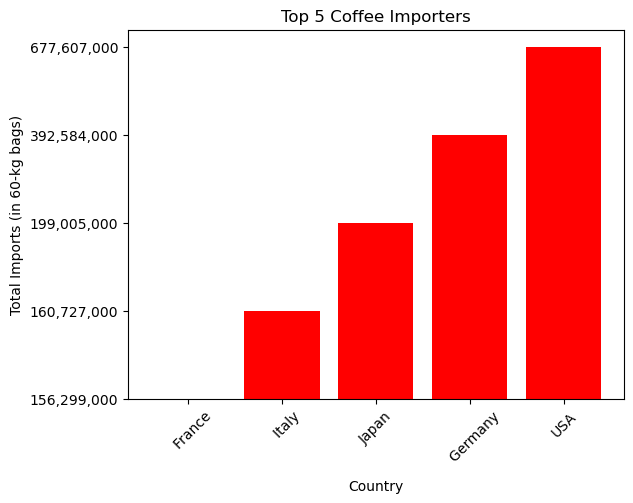 Top 5 Coffee Importers
Total Imports (in 60-kg bags)
677,607,000
392,584,000
199,005,000
160,727,000
156,299,000
France
Italy
Japan
Germany
USA
Country